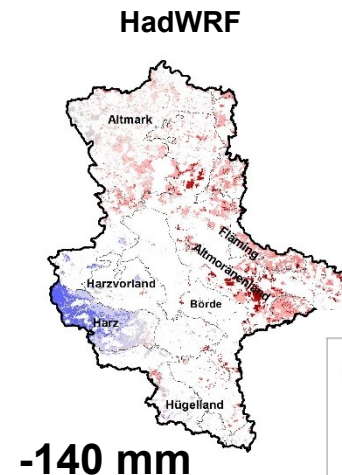 HadWRF
Altmark
Fläming
Altmoränenland
Harzvorland
Börde
Harz
Hügelland
-140 mm